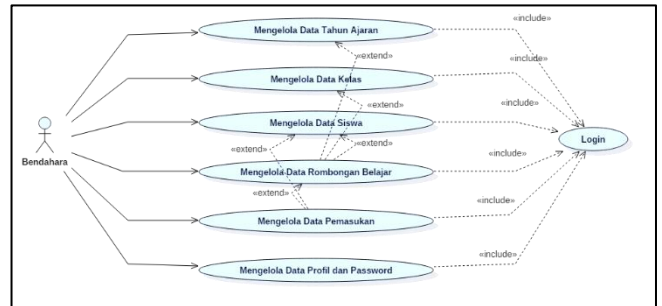 Mengelola Data Tahun Ajaran
«include»
«extend»
Mengelola Data Kelas
«include»
«extend»
Mengelola Data Siswa
«include»
Login
Bendahara
«extend»
«extend»
Mengelola Data Rombongan Belajar
«include»
«extend»
Mengelola Data Pemasukan
«include»
«include»
Mengelola Data Profil dan Password